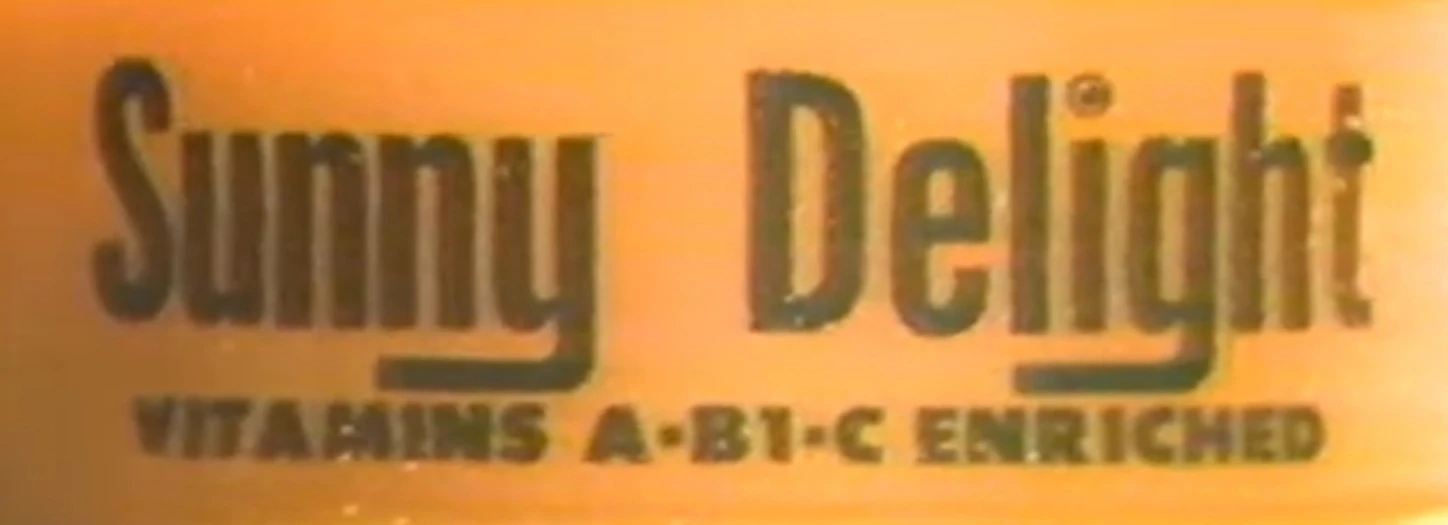 Sunny Delight®
VITAMINS A•B1•C ENRICHED